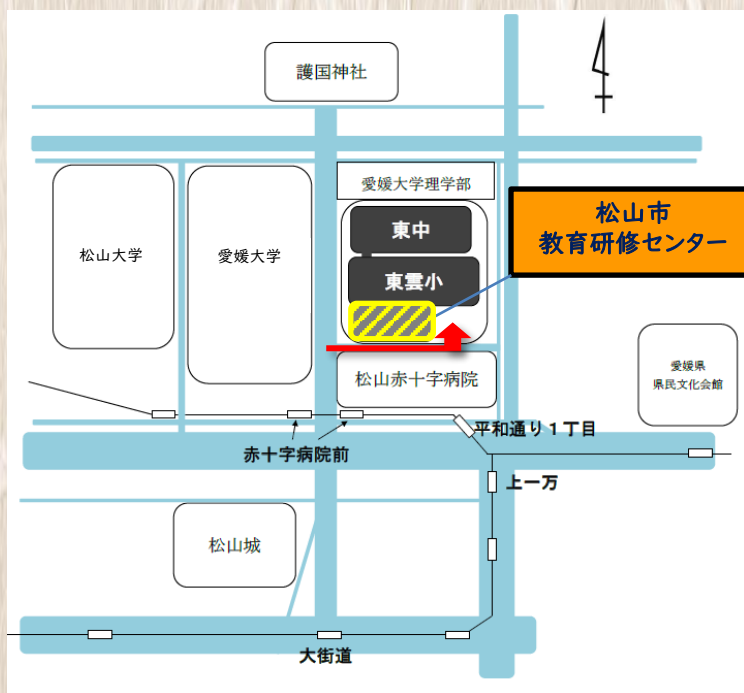 護国神社
愛媛大学理学部
松山市
教育研修センター
東中
松山大学
愛媛大学
東雲小
松山赤十字病院
愛媛県
県民文化会館
平和通り１丁目
赤十字病院前
上一万
松山城
大街道